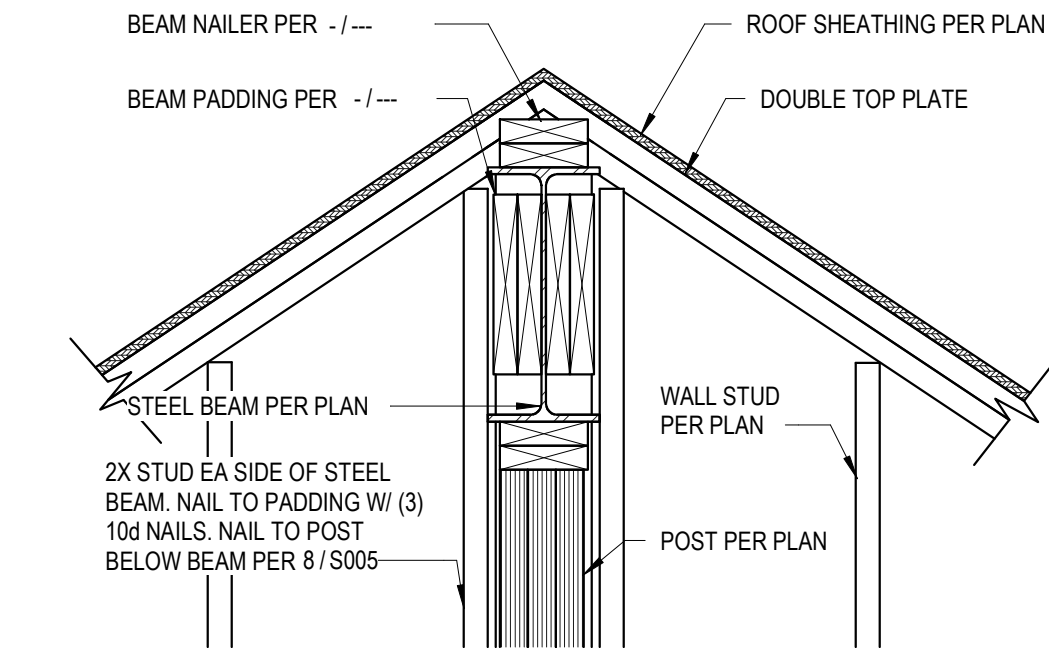 BEAM NAILER PER - / ---
ROOF SHEATHING PER PLAN
BEAM PADDING PER - / ---
DOUBLE TOP PLATE
STEEL BEAM PER PLAN
WALL STUD
PER PLAN
2X STUD EA SIDE OF STEEL
BEAM. NAIL TO PADDING W/ (3)
10d NAILS. NAIL TO POST
BELOW BEAM PER 8 / S005
POST PER PLAN